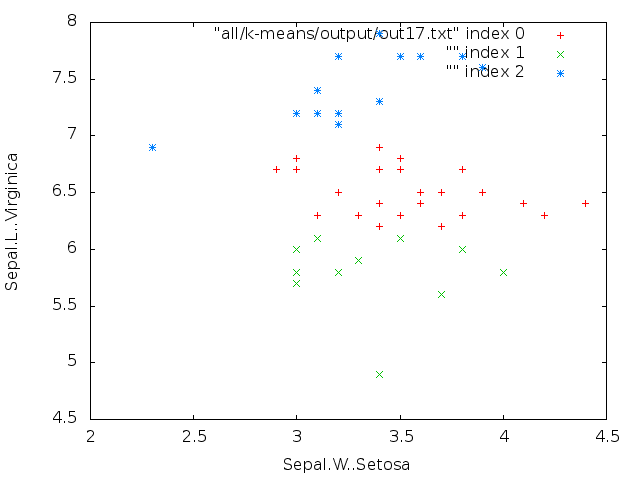 "all/k-means/output/out17.txt" index 0
"" index 1
"" index 2
8
7.5
7
6.5
6
5.5
5
4.5
Sepal.L..Virginica
2 2.5 3 3.5 4 4.5
Sepal.W..Setosa